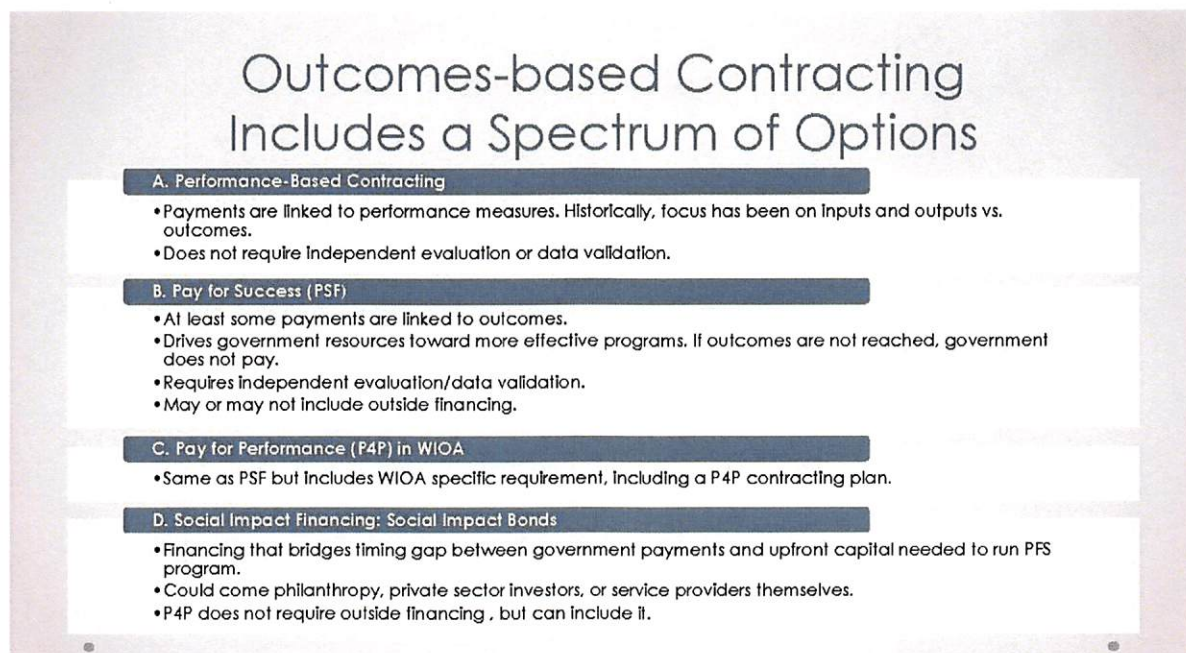 Outcomes-based Contracting
Includes a Spectrum of Options
A. Performance-Based Contracting
•Payments are linked to performance measures. Historically, focus has been on inputs and outputs vs.
outcomes.
•Does not require independent evaluation or data validation.
B. Pay for Success (PSF)
•At least some payments are linked to outcomes.
•Drives government resources toward more effective programs. If outcomes are not reached, government
does not pay.
•Requires independent evaluation/data validation.
•May or may not include outside financing.
C. Pay for Performance (P4P) in WIOA
•Same as PSF but includes WIOA specific requirement, including a P4P contracting plan.
D. Social Impact Financing: Social Impact Bonds
•Financing that bridges timing gap between government payments and upfront capital needed to run PFS
program.
•Could come philanthropy, private sector investors, or service providers themselves.
•P4P does not require outside financing , but can include it.